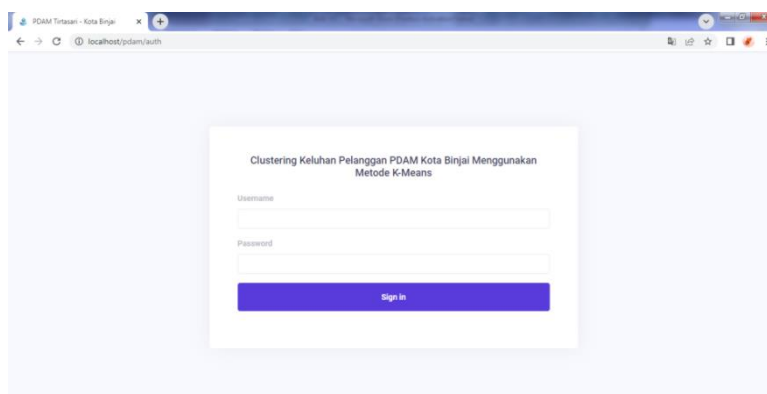 PDAM Tirtasari - Kota Binjai
localhost/pdam/auth
Clustering Keluhan Pelanggan PDAM Kota Binjai Menggunakan
Metode K-Means
Username
Password
Sign in